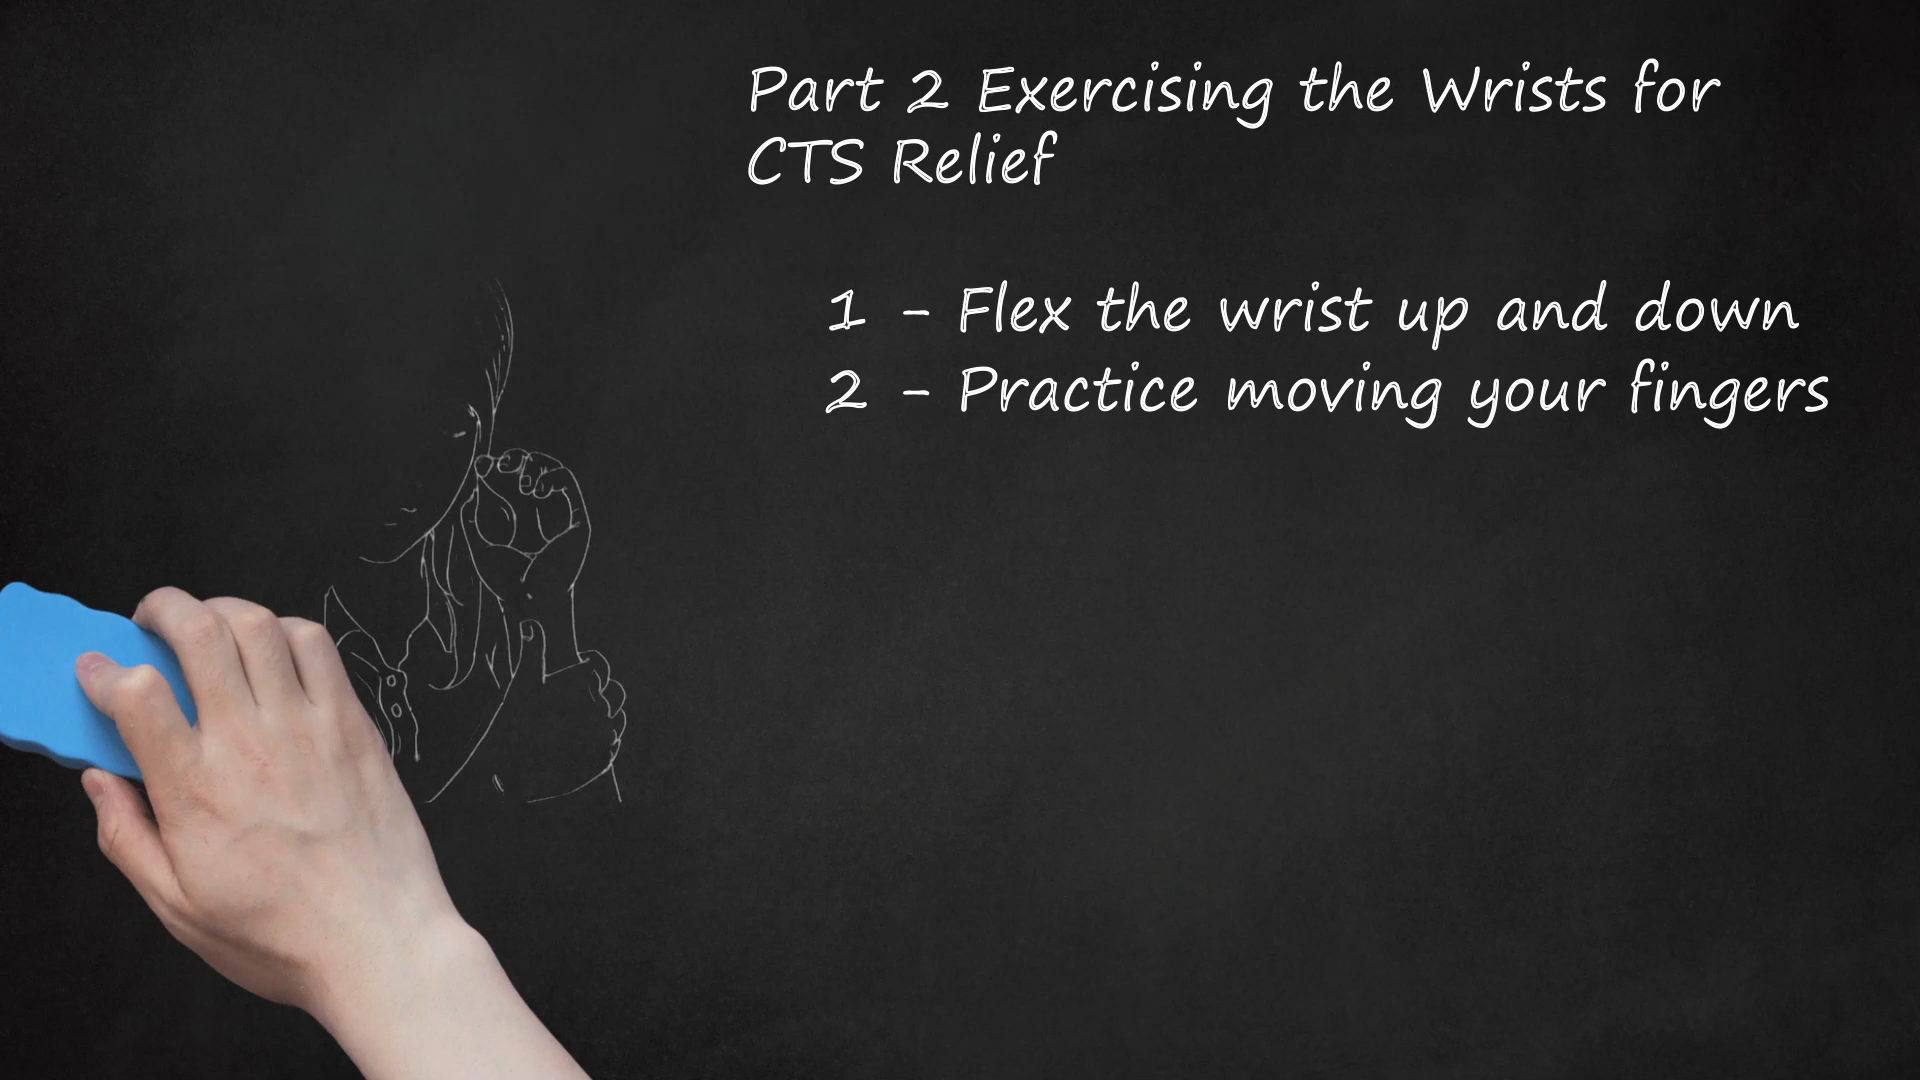 Part 2 Exercising the Wrists for
CTS Relief
1 - Flex the wrist up and down
2 - Practice moving your fingers